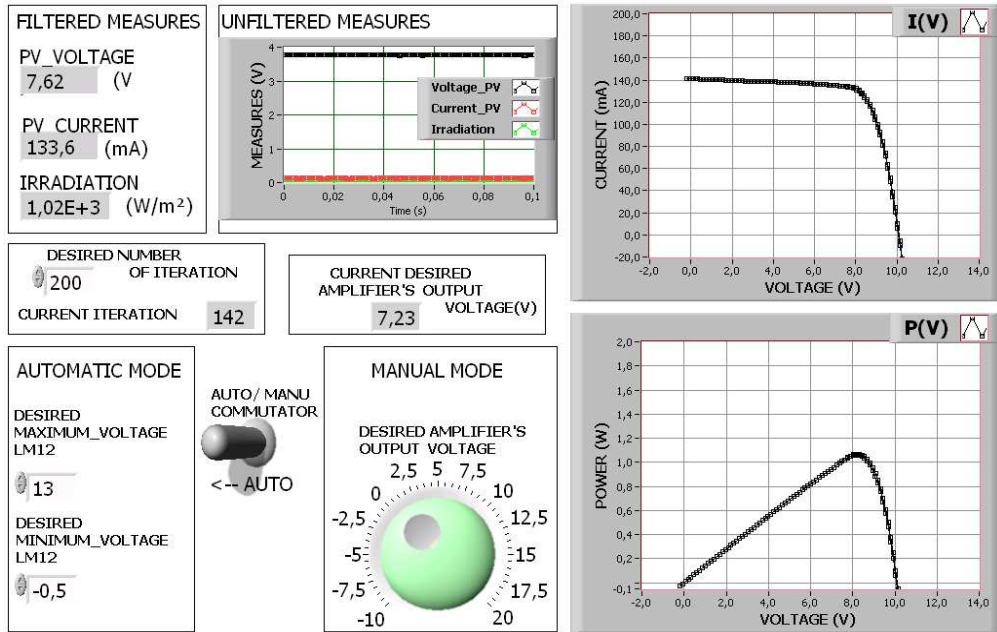 FILTERED MEASURES
PV_VOLTAGE
7,62 (V
PV_CURRENT
133,6 (mA)
IRRADIATION
1,02E+3 (W/m²)
UNFILTERED MEASURES
MEASURES (V)
4
3
2
1
0
0 0,02 0,04 0,06 0,08 0,1
Time (s)
Voltage_PV
Current_PV
Irradiation
I(V)
CURRENT (mA)
200,0
180,0
160,0
140,0
120,0
100,0
80,0
60,0
40,0
20,0
0,0
-20,0
-2,0 0,0 2,0 4,0 6,0 8,0 10,0 12,0 14,0
VOLTAGE (V)
DESIRED NUMBER
OF ITERATION
200
CURRENT ITERATION 142
CURRENT DESIRED
AMPLIFIER'S OUTPUT
VOLTAGE(V)
7,23
AUTOMATIC MODE
DESIRED
MAXIMUM_VOLTAGE
LM12
13
DESIRED
MINIMUM_VOLTAGE
LM12
-0,5
AUTO/ MANU
COMMUTATOR
<-- AUTO
MANUAL MODE
DESIRED AMPLIFIER'S
OUTPUT VOLTAGE
-10
-7,5
-5
-2,5
0
2,5
5
7,5
10
12,5
15
17,5
20
P(V)
POWER (W)
2,0
1,8
1,6
1,4
1,2
1,0
0,8
0,6
0,4
0,2
-0,1
-2,0 0,0 2,0 4,0 6,0 8,0 10,0 12,0 14,0
VOLTAGE (V)